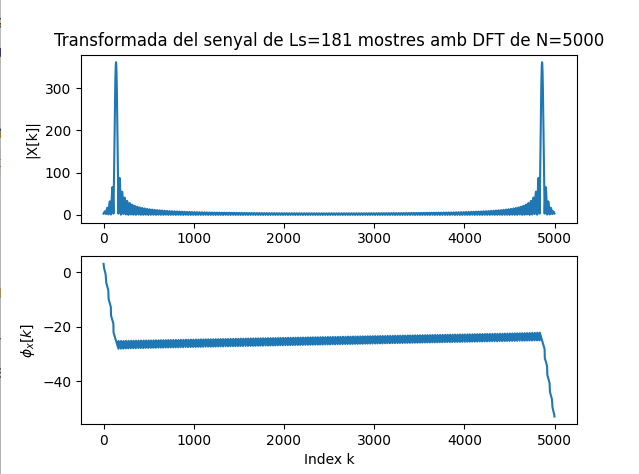 Transformada del senyal de Ls=181 mostres amb DFT de N=5000
|X[k]|
300
200
100
0
0 1000 2000 3000 4000 5000
ϕₓ[k]
0
−20
−40
0 1000 2000 3000 4000 5000
Index k